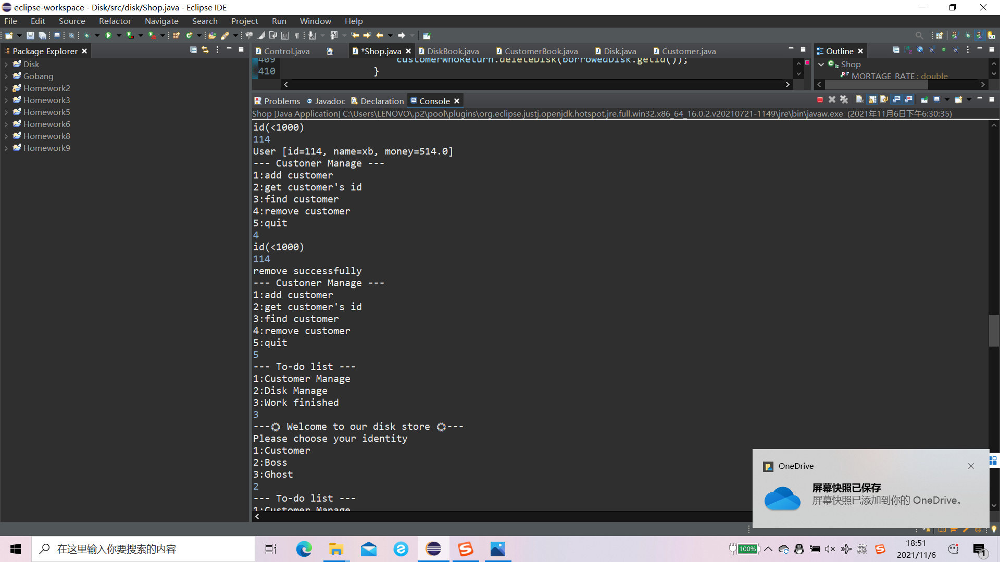 eclipse-workspace - Disk/src/disk/Shop.java - Eclipse IDE
File Edit Source Refactor Navigate Search Project Run Window Help
Package Explorer
Disk
Gobang
Homework2
Homework3
Homework5
Homework6
Homework8
Homework9
Control.java *Shop.java DiskBook.java CustomerBook.java Disk.java Customer.java
409 customerWhoReturn.deleteDisk(borrowedDisk.getId());
410 }
Outline
Shop
MORTAGE_RATE : double
Problems Javadoc Declaration Console
Shop [Java Application] C:\Users\LENOVO\.p2\pool\plugins\org.eclipse.justj.openjdk.hotspot.jre.full.win32.x86_64_16.0.2.v20210721-1149\jre\bin\javaw.exe (2021年11月6日下午6:30:35)
id(<1000)
114
User [id=114, name=xb, money=514.0]
--- Custoner Manage ---
1:add customer
2:get customer's id
3:find customer
4:remove customer
5:quit
4
id(<1000)
114
remove successfully
--- Custoner Manage ---
1:add customer
2:get customer's id
3:find customer
4:remove customer
5:quit
5
--- To-do list ---
1:Customer Manage
2:Disk Manage
3:Work finished
3
---۞ Welcome to our disk store ۞---
Please choose your identity
1:Customer
2:Boss
3:Ghost
2
--- To-do list ---
1:Customer Manage
OneDrive
屏幕快照已保存
屏幕快照已添加到你的 OneDrive。
在这里输入你要搜索的内容
100%
英
18:51
2021/11/6
1